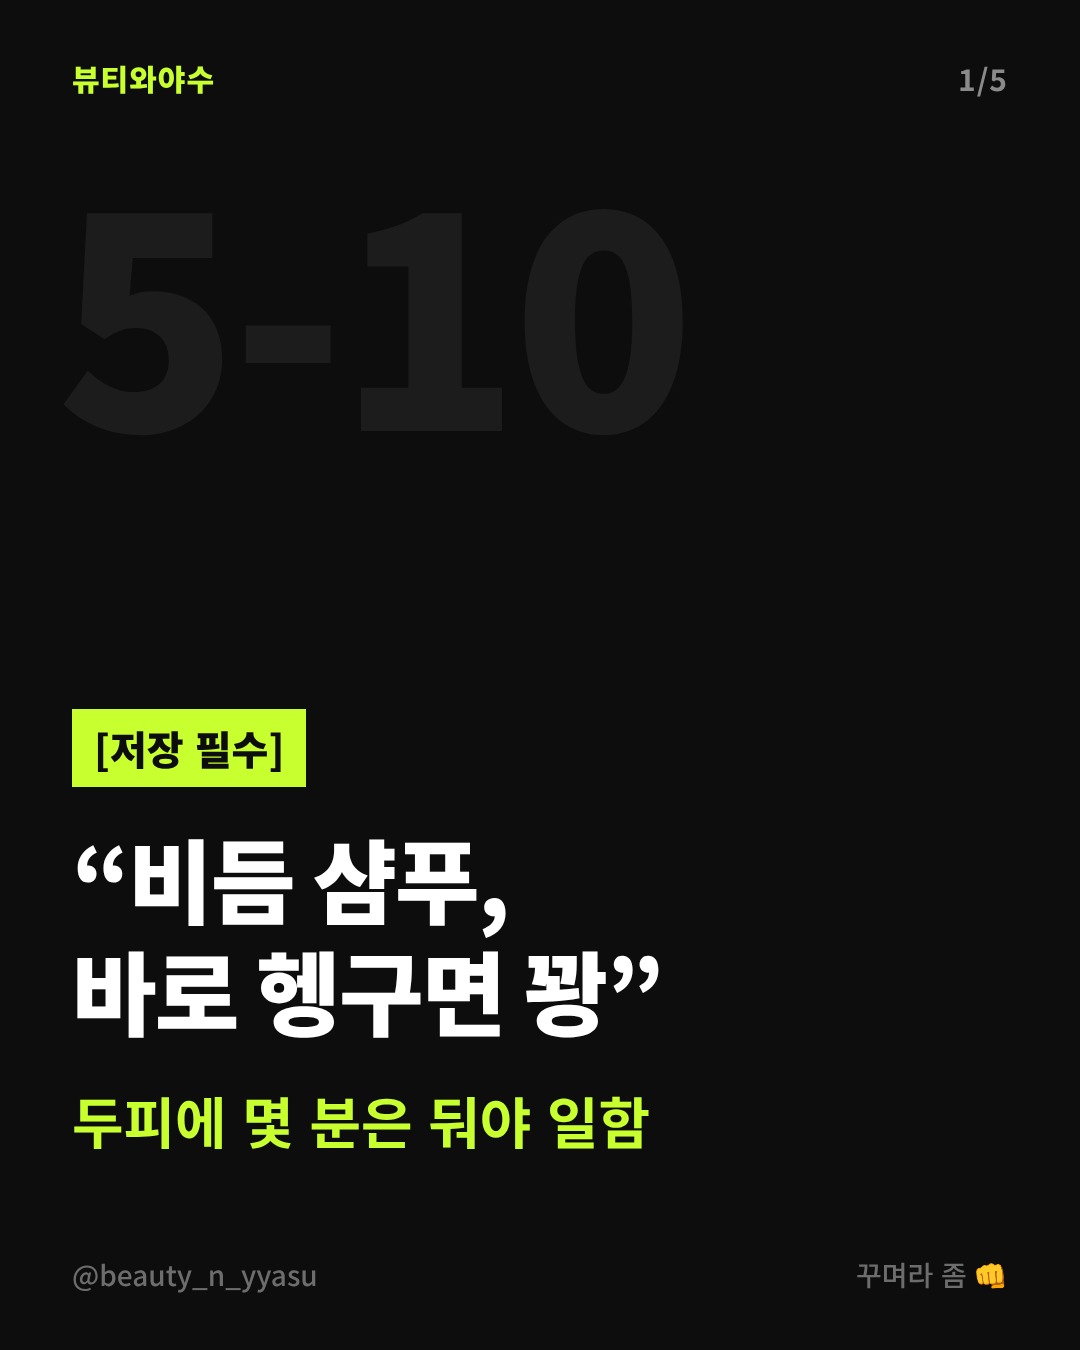 뷰티와야수
1/5
5-10
[저장 필수]
“비듬 샴푸,
바로 헹구면 꽝”
두피에 몇 분은 둬야 일함
@beauty_n_yyasu
꾸며라 좀 👊